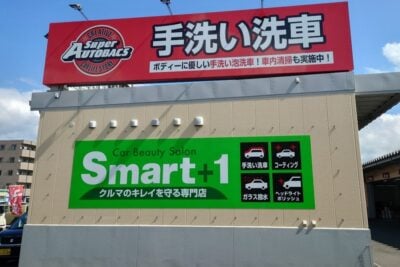 CREATIVE
Super
AUTOBACS
手洗い洗車
ボディーに優しい手洗い泡洗車！車内清掃も実施中！
Car Beauty Salon
Smart+1
クルマのキレイを守る専門店
手洗い洗車
コーティング
ガラス撥水
ヘッドライト
ポリッシュ